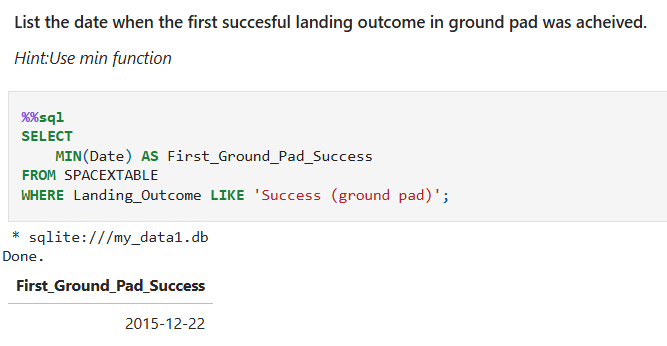 List the date when the first succesful landing outcome in ground pad was acheived.
Hint:Use min function
%%sql
SELECT
MIN(Date) AS First_Ground_Pad_Success
FROM SPACEXTABLE
WHERE Landing_Outcome LIKE 'Success (ground pad)';
* sqlite:///my_data1.db
Done.
First_Ground_Pad_Success
2015-12-22